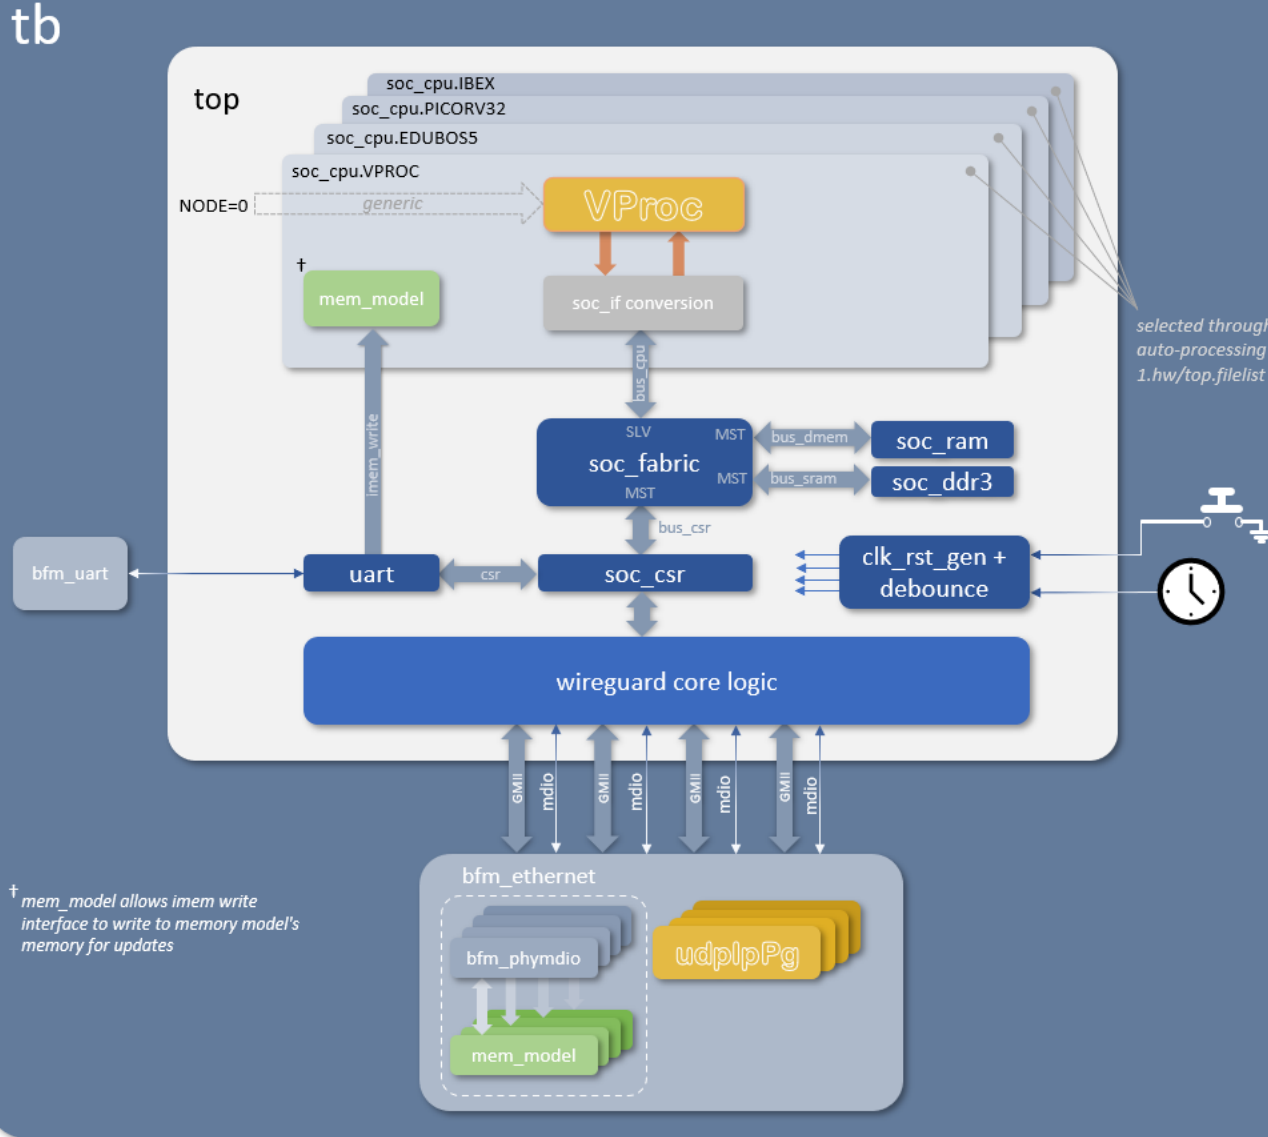 tb
top
soc_cpu.IBEX
soc_cpu.PICORV32
soc_cpu.EDUBOS5
soc_cpu.VPROC
NODE=0
generic
VProc
†
mem_model
soc_if conversion
selected through
auto-processing
1.hw/top.filelist
bus_cpu
imem_write
SLV
MST
soc_fabric
MST
MST
bus_dmem
soc_ram
bus_sram
soc_ddr3
bus_csr
bfm_uart
uart
csr
soc_csr
clk_rst_gen +
debounce
wireguard core logic
GMII
mdio
GMII
mdio
GMII
mdio
GMII
mdio
bfm_ethernet
bfm_phymdio
udpIpPg
mem_model
† mem_model allows imem write
interface to write to memory model's
memory for updates